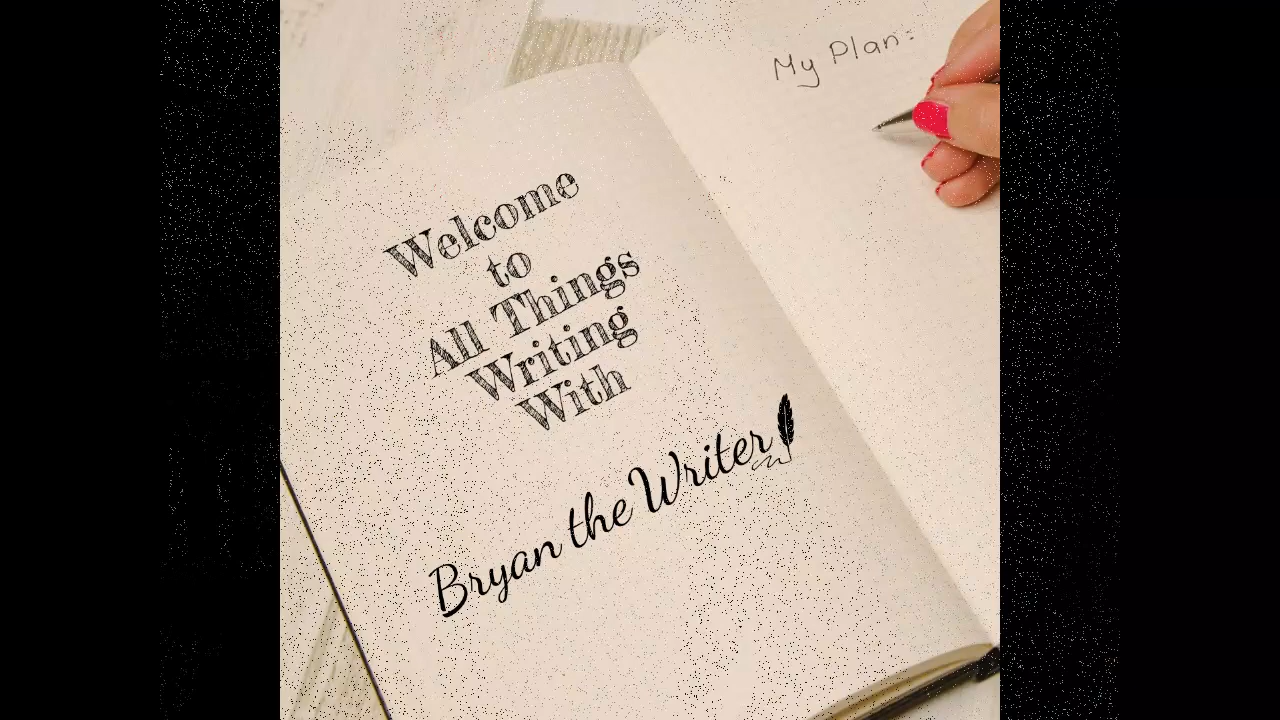 Welcome
to
All Things
Writing
With
Bryan the Writer
My Plan: